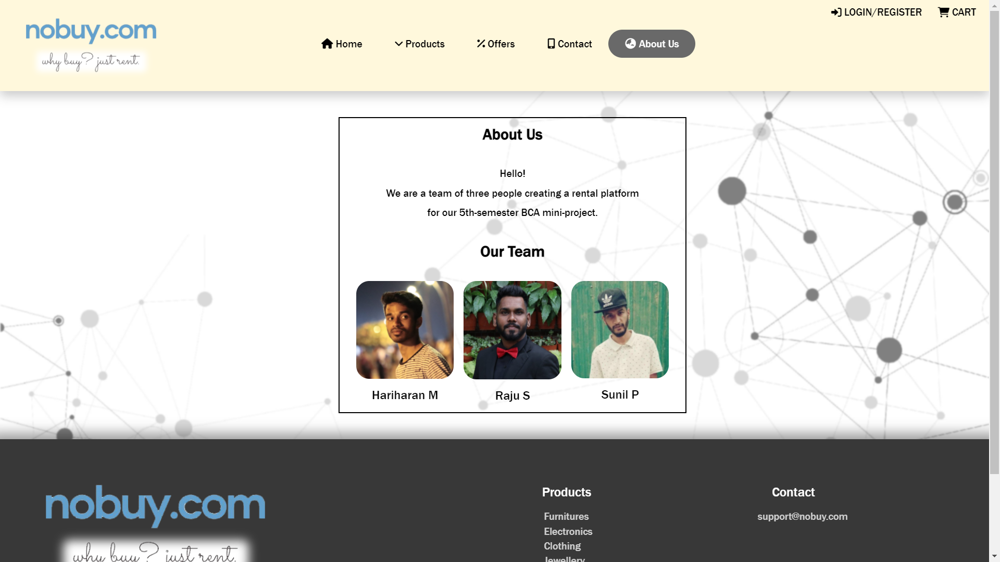 LOGIN/REGISTER CART
nobuy.com
why buy? just rent.
Home Products Offers Contact About Us
About Us
Hello!
We are a team of three people creating a rental platform
for our 5th-semester BCA mini-project.
Our Team
adidas
Hariharan M Raju S Sunil P
nobuy.com
why buy? just rent.
Products
Furnitures
Electronics
Clothing
Jewellery
Contact
support@nobuy.com